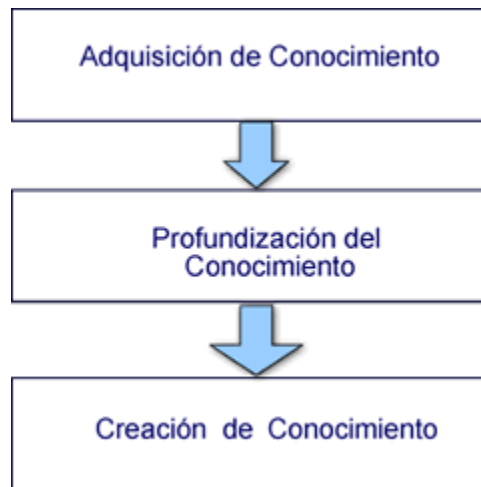 Adquisición de Conocimiento
Profundización del
Conocimiento
Creación de Conocimiento